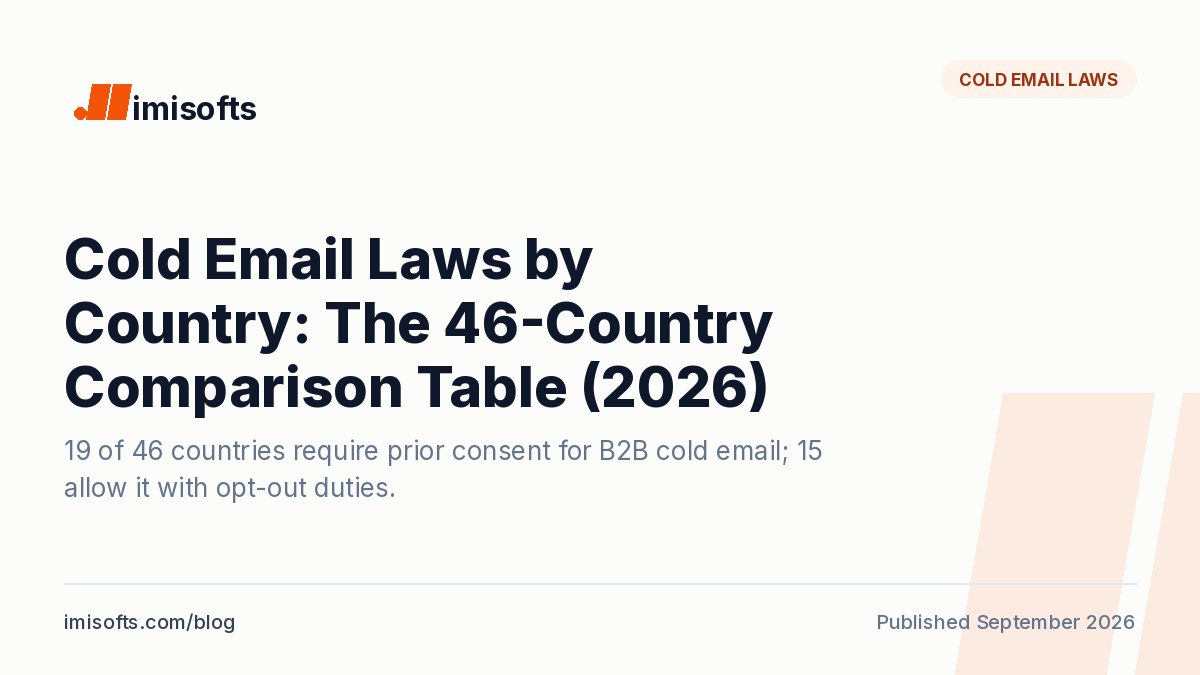 imisofts
COLD EMAIL LAWS
Cold Email Laws by
Country: The 46-Country
Comparison Table (2026)
19 of 46 countries require prior consent for B2B cold email; 15
allow it with opt-out duties.
imisofts.com/blog
Published September 2026